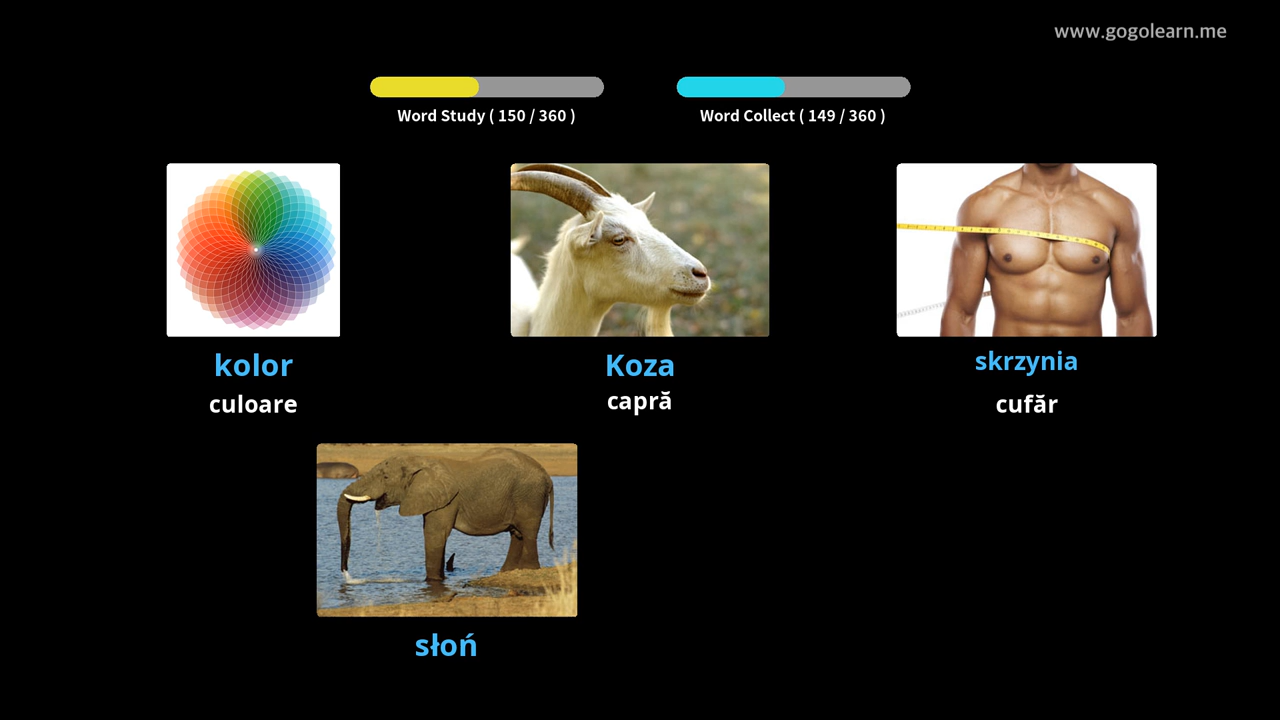 www.gogolearn.me
Word Study ( 150 / 360 )
Word Collect ( 149 / 360 )
kolor
Koza
skrzynia
culoare
capră
cufăr
słoń